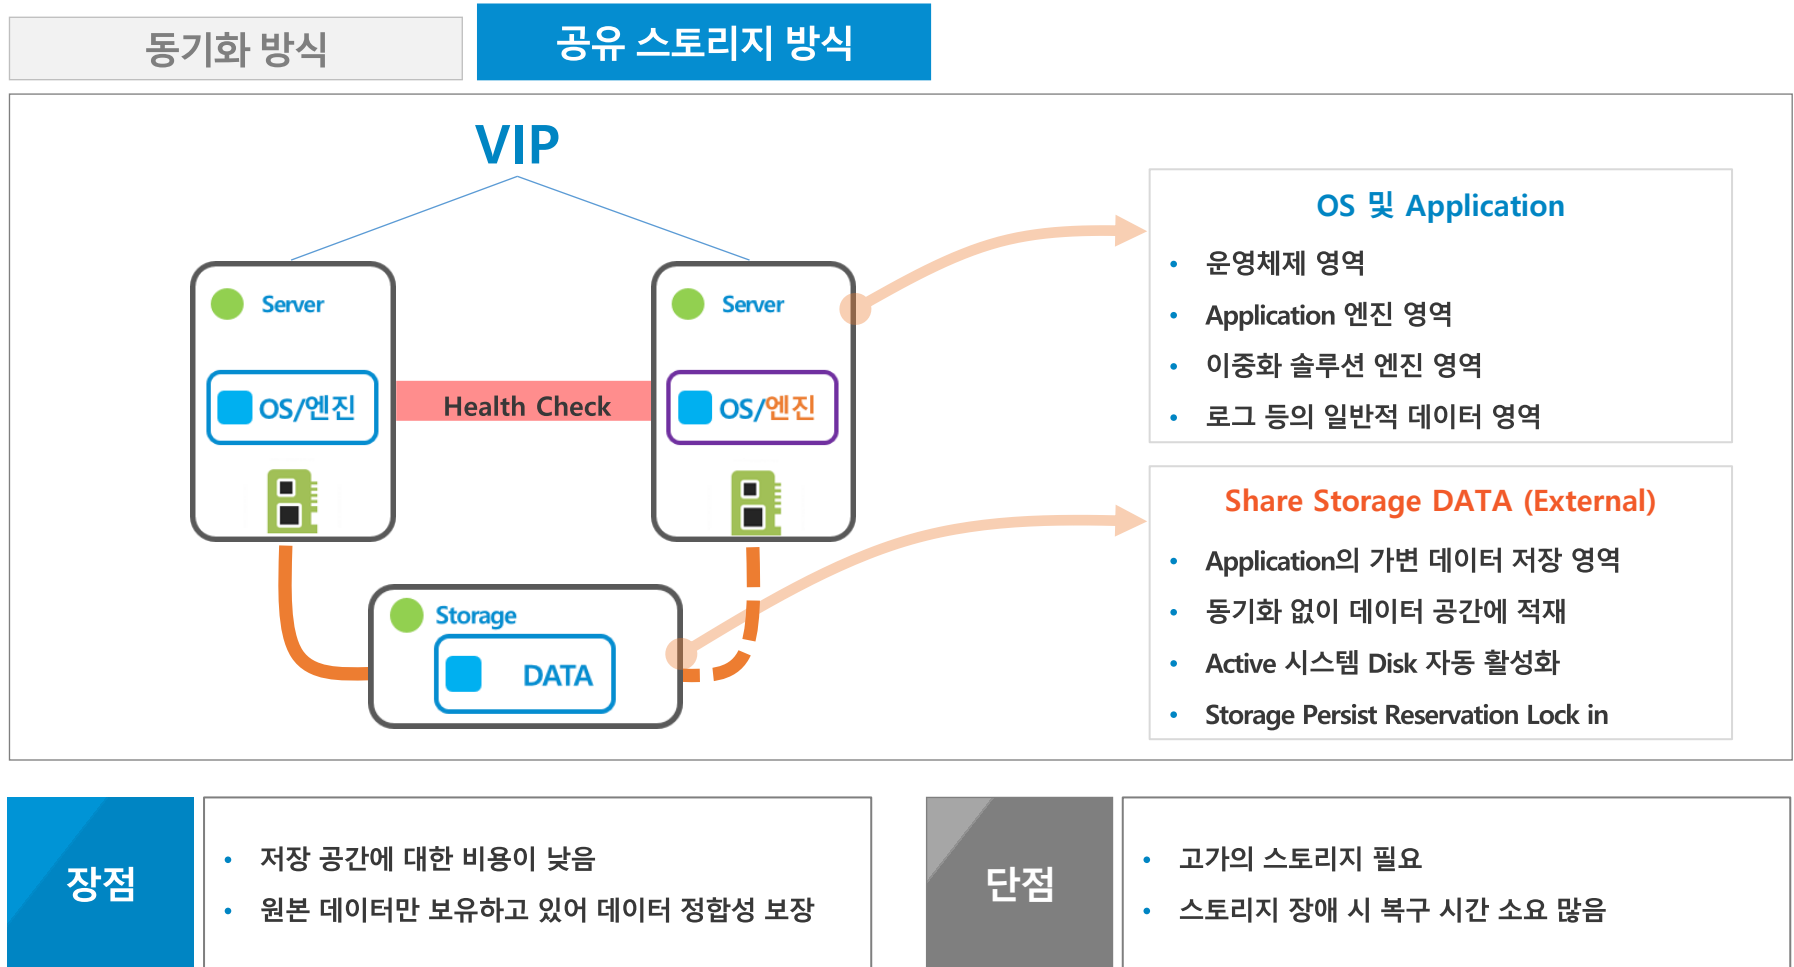 동기화 방식
공유 스토리지 방식
VIP
Server
OS/엔진
Health Check
Server
OS/엔진
Storage
DATA
OS 및 Application
• 운영체제 영역
• Application 엔진 영역
• 이중화 솔루션 엔진 영역
• 로그 등의 일반적 데이터 영역
Share Storage DATA (External)
• Application의 가변 데이터 저장 영역
• 동기화 없이 데이터 공간에 적재
• Active 시스템 Disk 자동 활성화
• Storage Persist Reservation Lock in
장점
• 저장 공간에 대한 비용이 낮음
• 원본 데이터만 보유하고 있어 데이터 정합성 보장
단점
• 고가의 스토리지 필요
• 스토리지 장애 시 복구 시간 소요 많음